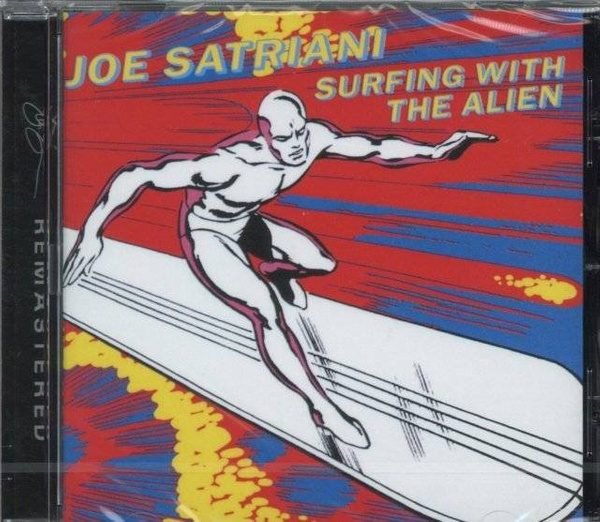 JOE SATRIANI
SURFING WITH
THE ALIEN
REMASTERED